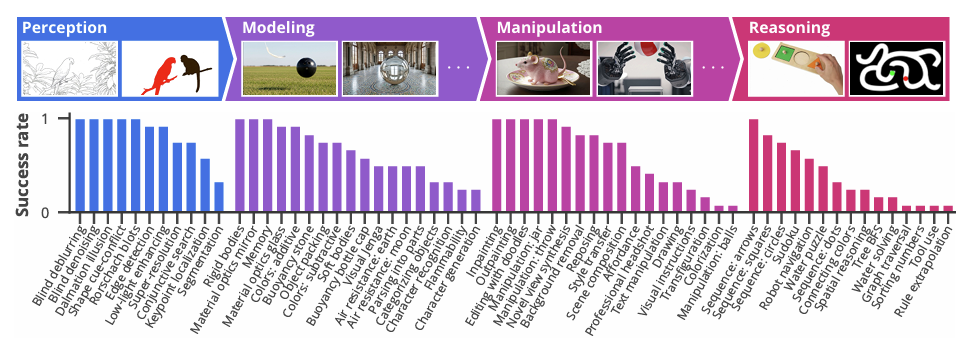 Perception
Modeling
Manipulation
Reasoning
...
...
Success rate
1
0
Blind deblurring
Blind denoising
Dalmation illusion
Shape cue-conflict
Rorschach blots
Edge detection
Low-light enhancing
Super-resolution
Conjunctive search
Keypoint localization
Segmentation
Rigid bodies
Material optics mirror
Memory
Material optics glass
Colors: additive
Buoyancy stone
Object packing
Colors: subtractive
Soft bodies
Buoyancy bottle cap
Visual jenga
Air resistance: earth
Air resistance: moon
Parsing into parts
Categorizing objects
Character recognition
Flammability
Character generation
Inpainting
Outpainting
Editing with doodles
Manipulation: jar
Manipulation: throw
Novel view synthesis
Background removal
Reposing
Style transfer
Scene composition
Affordance
Professional headshot
Text manipulation
Drawing
Visual instructions
Transfiguration
Colorization
Manipulation: balls
Sequence: arrows
Sequence: squares
Sequence: circles
Sudoku
Robot navigation
Water puzzle
Sequence: dots
Connecting colors
Spatial reasoning
Tree BFS
Water solving
Graph traversal
Sorting numbers
Tool use
Rule extrapolation